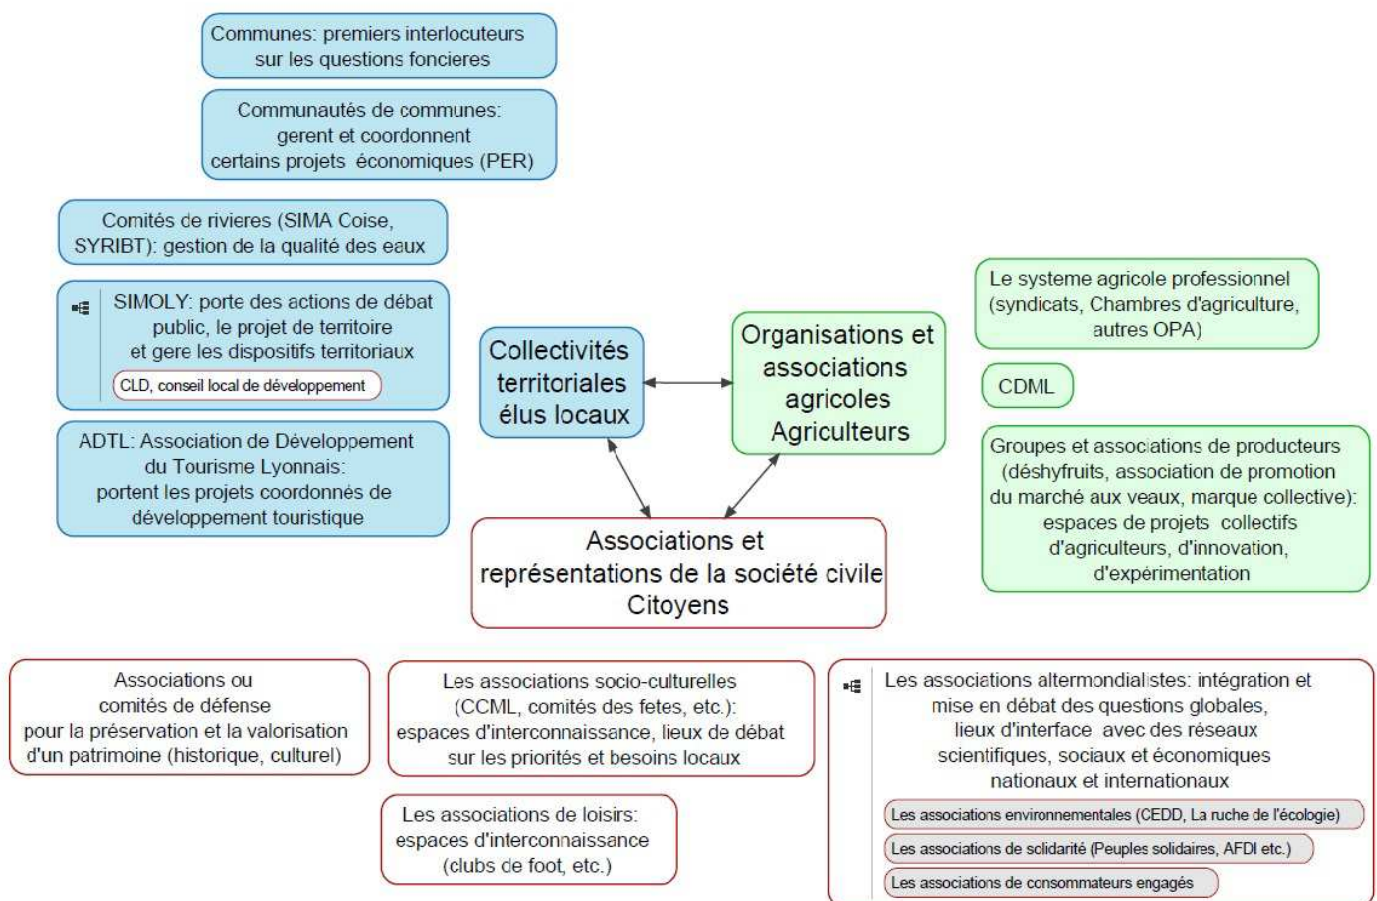 Communes: premiers interlocuteurs
sur les questions foncieres
Communautés de communes:
gerent et coordonnent
certains projets économiques (PER)
Comités de rivieres (SIMA Coise,
SYRIBT): gestion de la qualité des eaux
SIMOLY: porte des actions de débat
public, le projet de territoire
et gere les dispositifs territoriaux
CLD, conseil local de développement
ADTL: Association de Développement
du Tourisme Lyonnais:
portent les projets coordonnés de
développement touristique
Collectivités
territoriales
élus locaux
Organisations et
associations
agricoles
Agriculteurs
Le systeme agricole professionnel
(syndicats, Chambres d'agriculture,
autres OPA)
CDML
Groupes et associations de producteurs
(déshyfruits, association de promotion
du marché aux veaux, marque collective):
espaces de projets collectifs
d'agriculteurs, d'innovation,
d'expérimentation
Associations et
représentations de la société civile
Citoyens
Associations ou
comités de défense
pour la préservation et la valorisation
d'un patrimoine (historique, culturel)
Les associations socio-culturelles
(CCML, comités des fetes, etc.):
espaces d'interconnaissance, lieux de débat
sur les priorités et besoins locaux
Les associations de loisirs:
espaces d'interconnaissance
(clubs de foot, etc.)
Les associations altermondialistes: intégration et
mise en débat des questions globales,
lieux d'interface avec des réseaux
scientifiques, sociaux et économiques
nationaux et internationaux
Les associations environnementales (CEDD, La ruche de l'écologie)
Les associations de solidarité (Peuples solidaires, AFDI etc.)
Les associations de consommateurs engagés